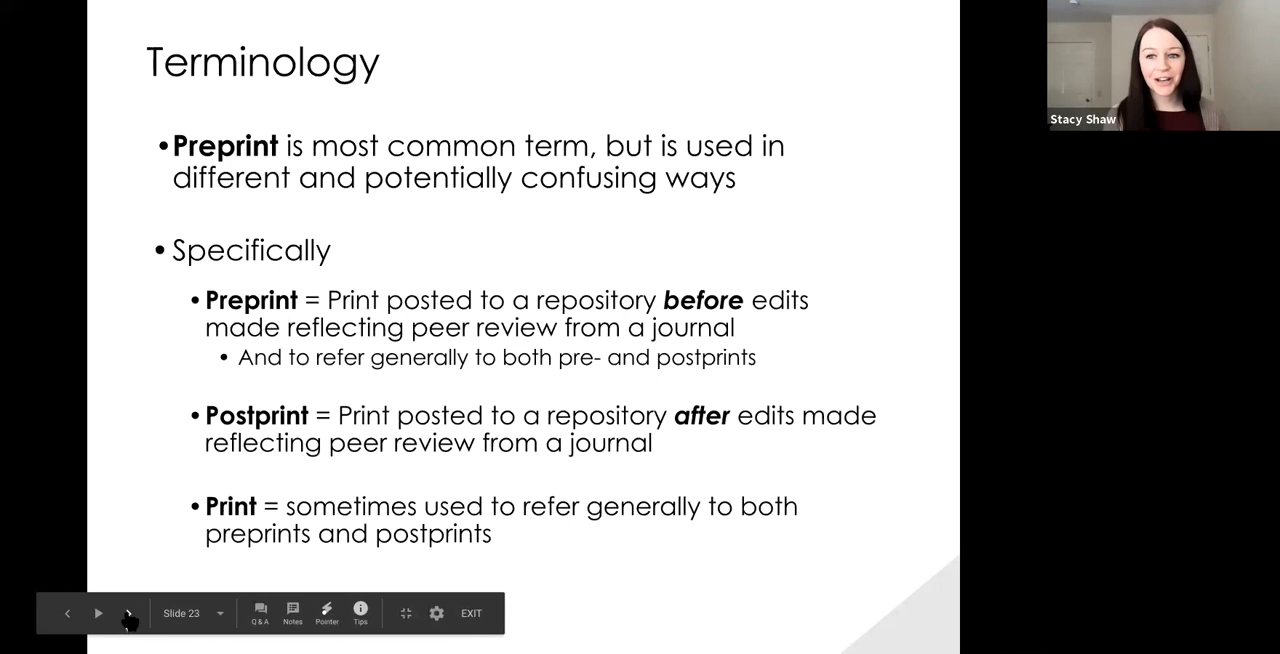 Terminology
Stacy Shaw
•Preprint is most common term, but is used in
different and potentially confusing ways
• Specifically
• Preprint = Print posted to a repository before edits
made reflecting peer review from a journal
• And to refer generally to both pre- and postprints
• Postprint = Print posted to a repository after edits made
reflecting peer review from a journal
• Print = sometimes used to refer generally to both
preprints and postprints
Slide 23
Q & A
Notes
Pointer
Tips
EXIT